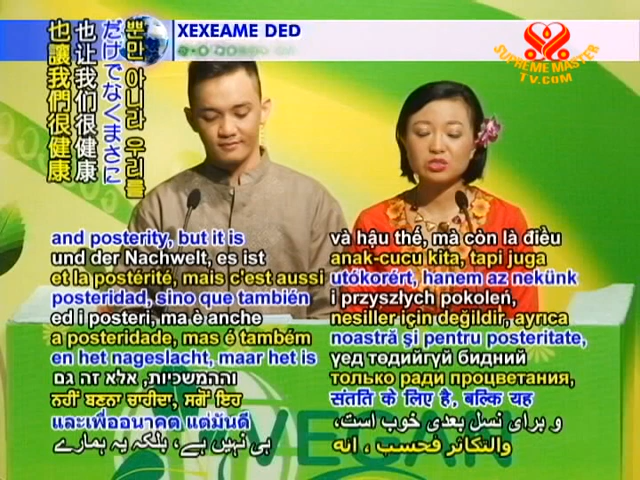 XEXEAME DED
SUPREME MASTER
TV.COM
뿐만 아니라 우리를
だけでなくまさに
也让我们很健康
也讓我們很健康
and posterity, but it is
und der Nachwelt, es ist
et la postérité, mais c'est aussi
posteridad, sino que también
ed i posteri, ma è anche
a posteridade, mas é também
en het nageslacht, maar het is
וההמשכיות, אלא זה גם
ਨਹੀਂ ਬਣਨਾ ਚਾਹੀਦਾ, ਸਗੋਂ ਇਹ
และเพื่ออนาคต แต่มันดี
ہی نہیں ہے، بلکہ یہ ہمارے
và hậu thế, mà còn là điều
anak-cucu kita, tapi juga
utókorért, hanem az nekünk
i przyszłych pokoleń,
nesiller için değildir, ayrıca
noastră şi pentru posteritate,
үед төдийгүй бидний
только ради процветания,
संतति के लिए है, बल्कि यह
و برای نسل بعدی خوب است،
والتكاثر فحسب ، انه
VEGAN